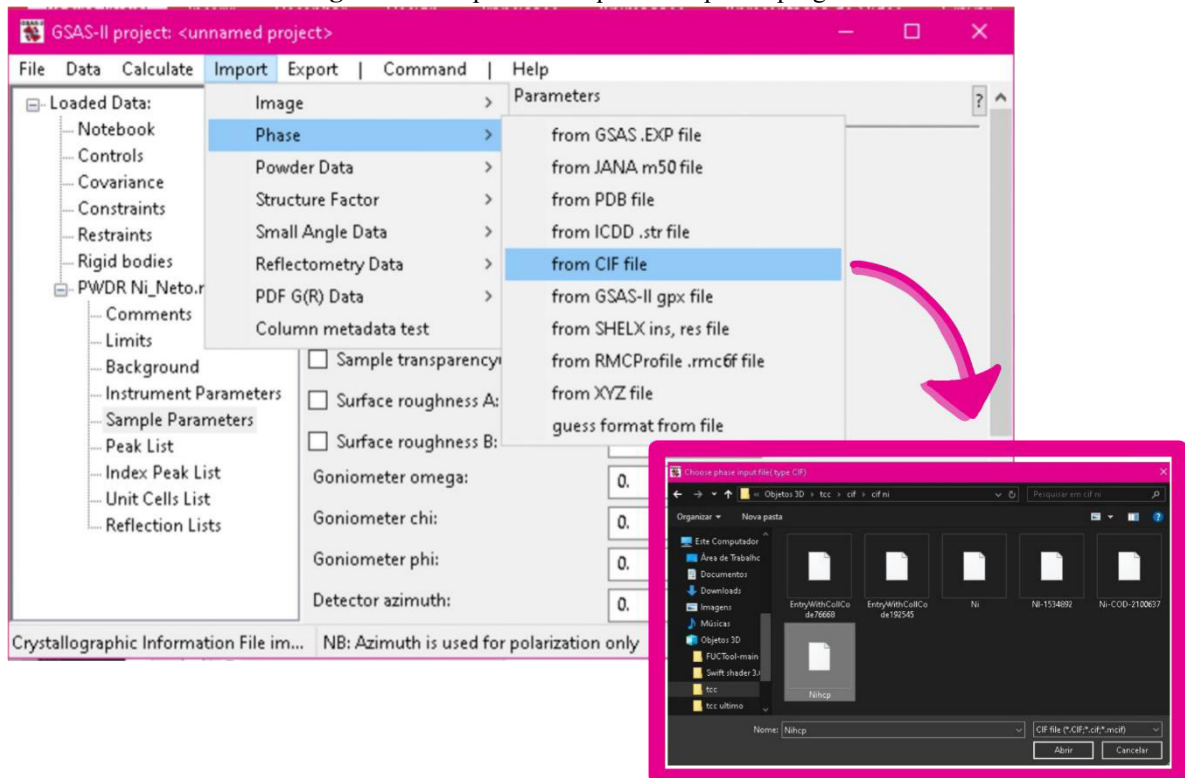 GSAS-II project: <unnamed project>
File Data Calculate Import Export | Command | Help
Loaded Data:
Notebook
Controls
Covariance
Constraints
Restraints
Rigid bodies
PWDR Ni_Neto.r
Comments
Limits
Background
Instrument Parameters
Sample Parameters
Peak List
Index Peak List
Unit Cells List
Reflection Lists
Image >
Phase >
Powder Data >
Structure Factor >
Small Angle Data >
Reflectometry Data >
PDF G(R) Data >
Column metadata test
Parameters
?
from GSAS .EXP file
from JANA m50 file
from PDB file
from ICDD .str file
from CIF file
from GSAS-II gpx file
from SHELX ins, res file
from RMCProfile .rmc6f file
from XYZ file
guess format from file
Sample transparency
Surface roughness A:
Surface roughness B:
Goniometer omega: 0.
Goniometer chi: 0.
Goniometer phi: 0.
Detector azimuth: 0.
Crystallographic Information File im... NB: Azimuth is used for polarization only
Choose phase input file( type CIF)
« Objetos 3D > tcc > cif > cif ni
Pesquisar em cif ni
Organizar Nova pasta
Este Computador
Área de Trabalho
Documentos
Downloads
Imagens
Músicas
Objetos 3D
FUCTool-main
Swift shader 3.
tcc
tcc ultimo
EntryWithCollCo
de76668
EntryWithCollCo
de192545
Ni
NI-1534892
Ni-COD-2100637
Nihcp
Nome: Nihcp
CIF file (*.CIF;*.cif;*.mcif)
Abrir Cancelar